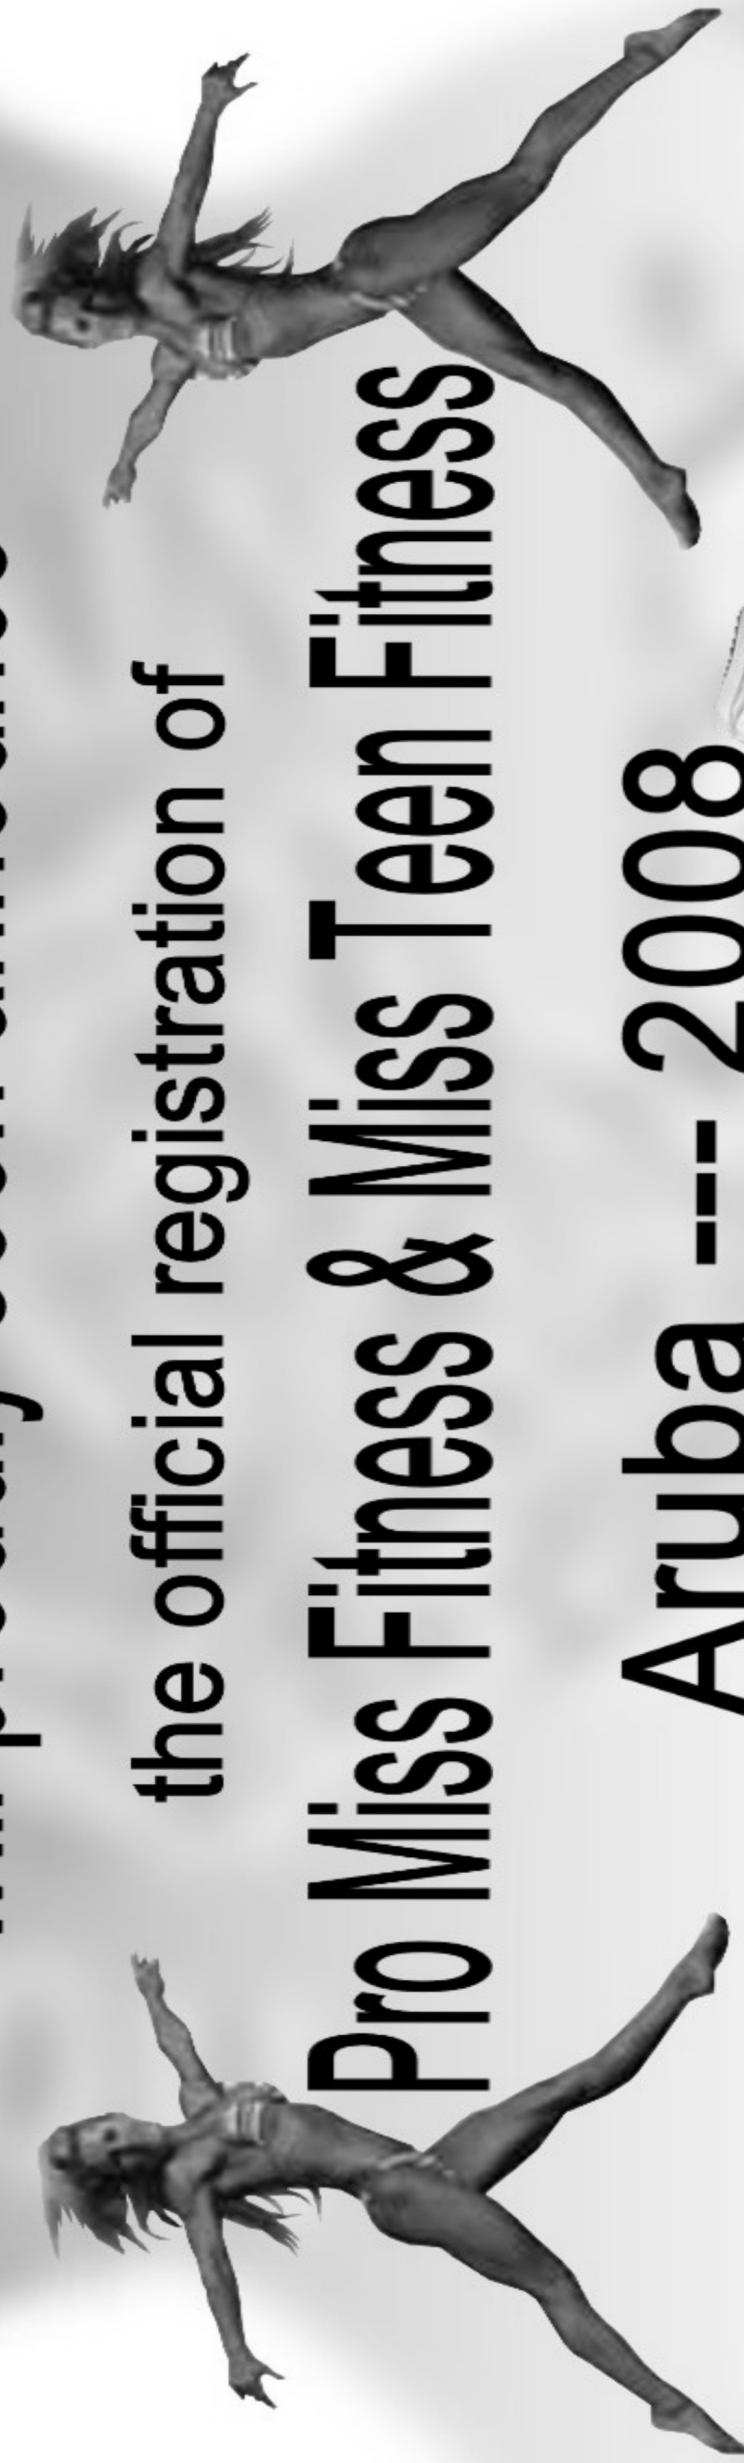 the official registration of
Pro Miss Fitness & Miss Teen Fitness
Aruba --- 2008